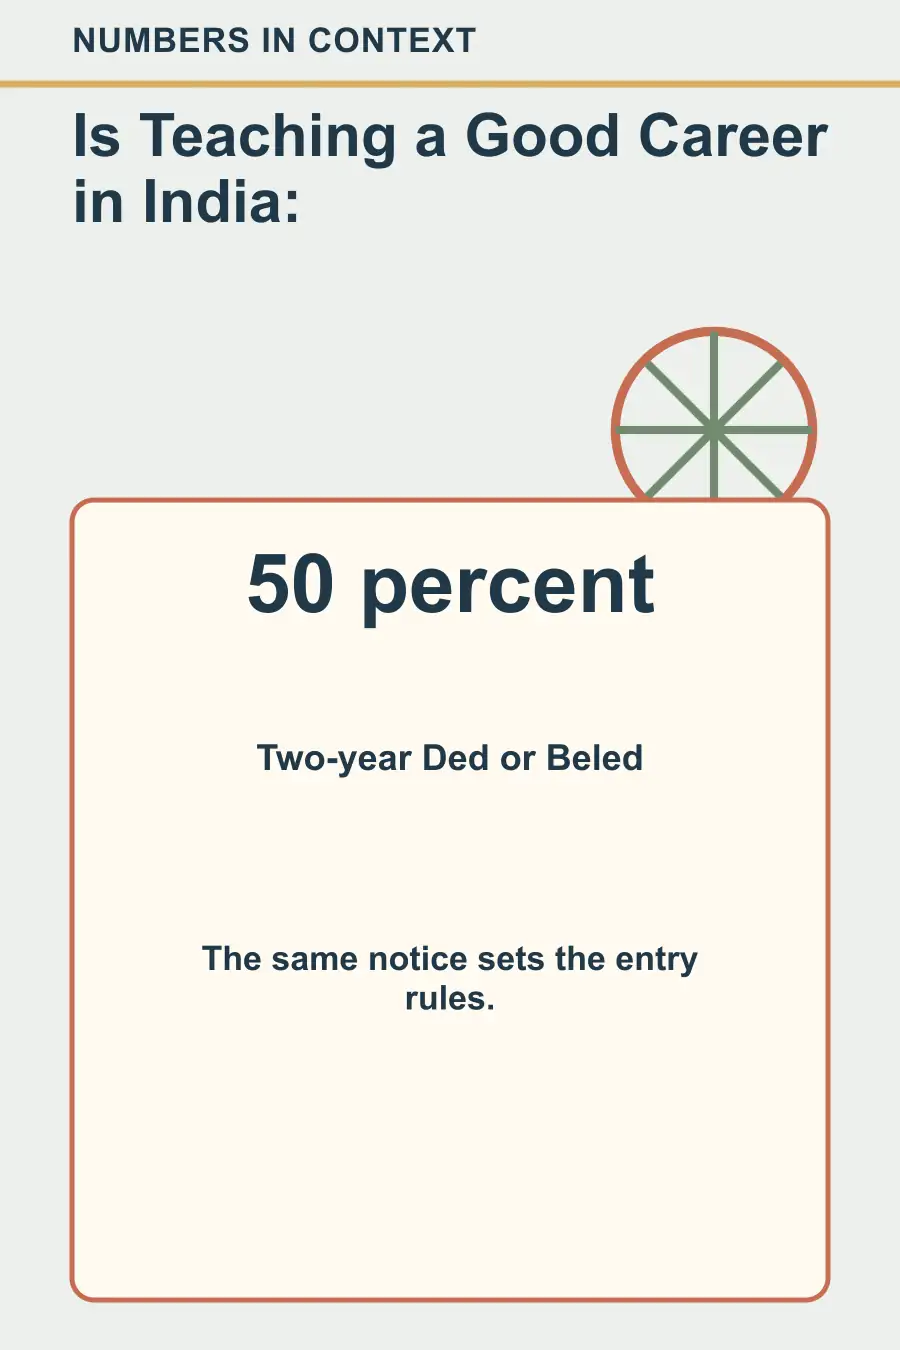 NUMBERS IN CONTEXT
Is Teaching a Good Career
in India:
50 percent
Two-year Ded or Beled
The same notice sets the entry
rules.